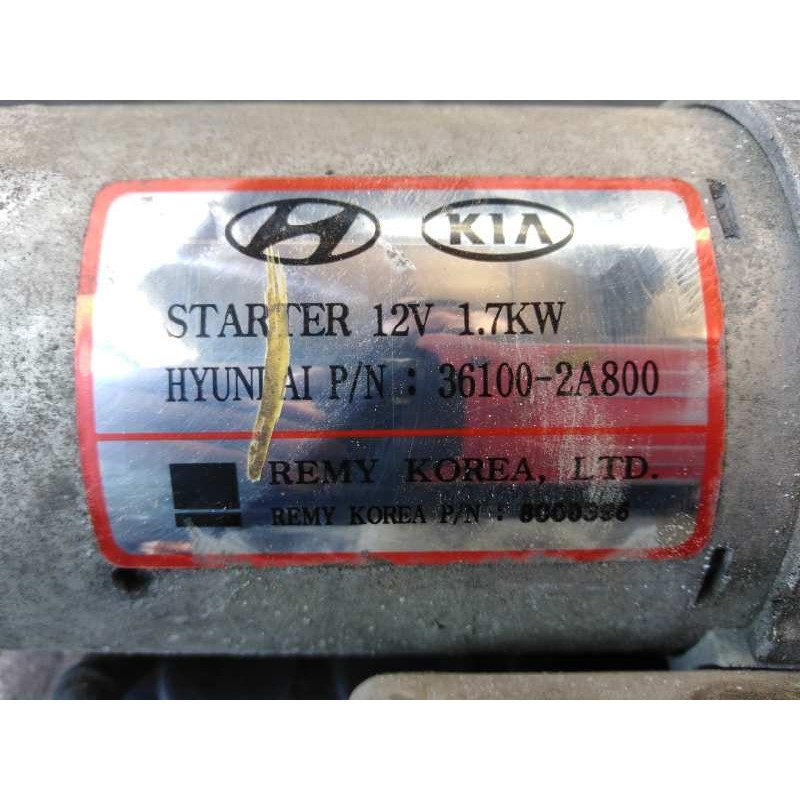 KIA
STARTER 12V 1.7KW
HYUNDAI P/N : 36100-2A800
REMY KOREA, LTD.
REMY KOREA P/N :